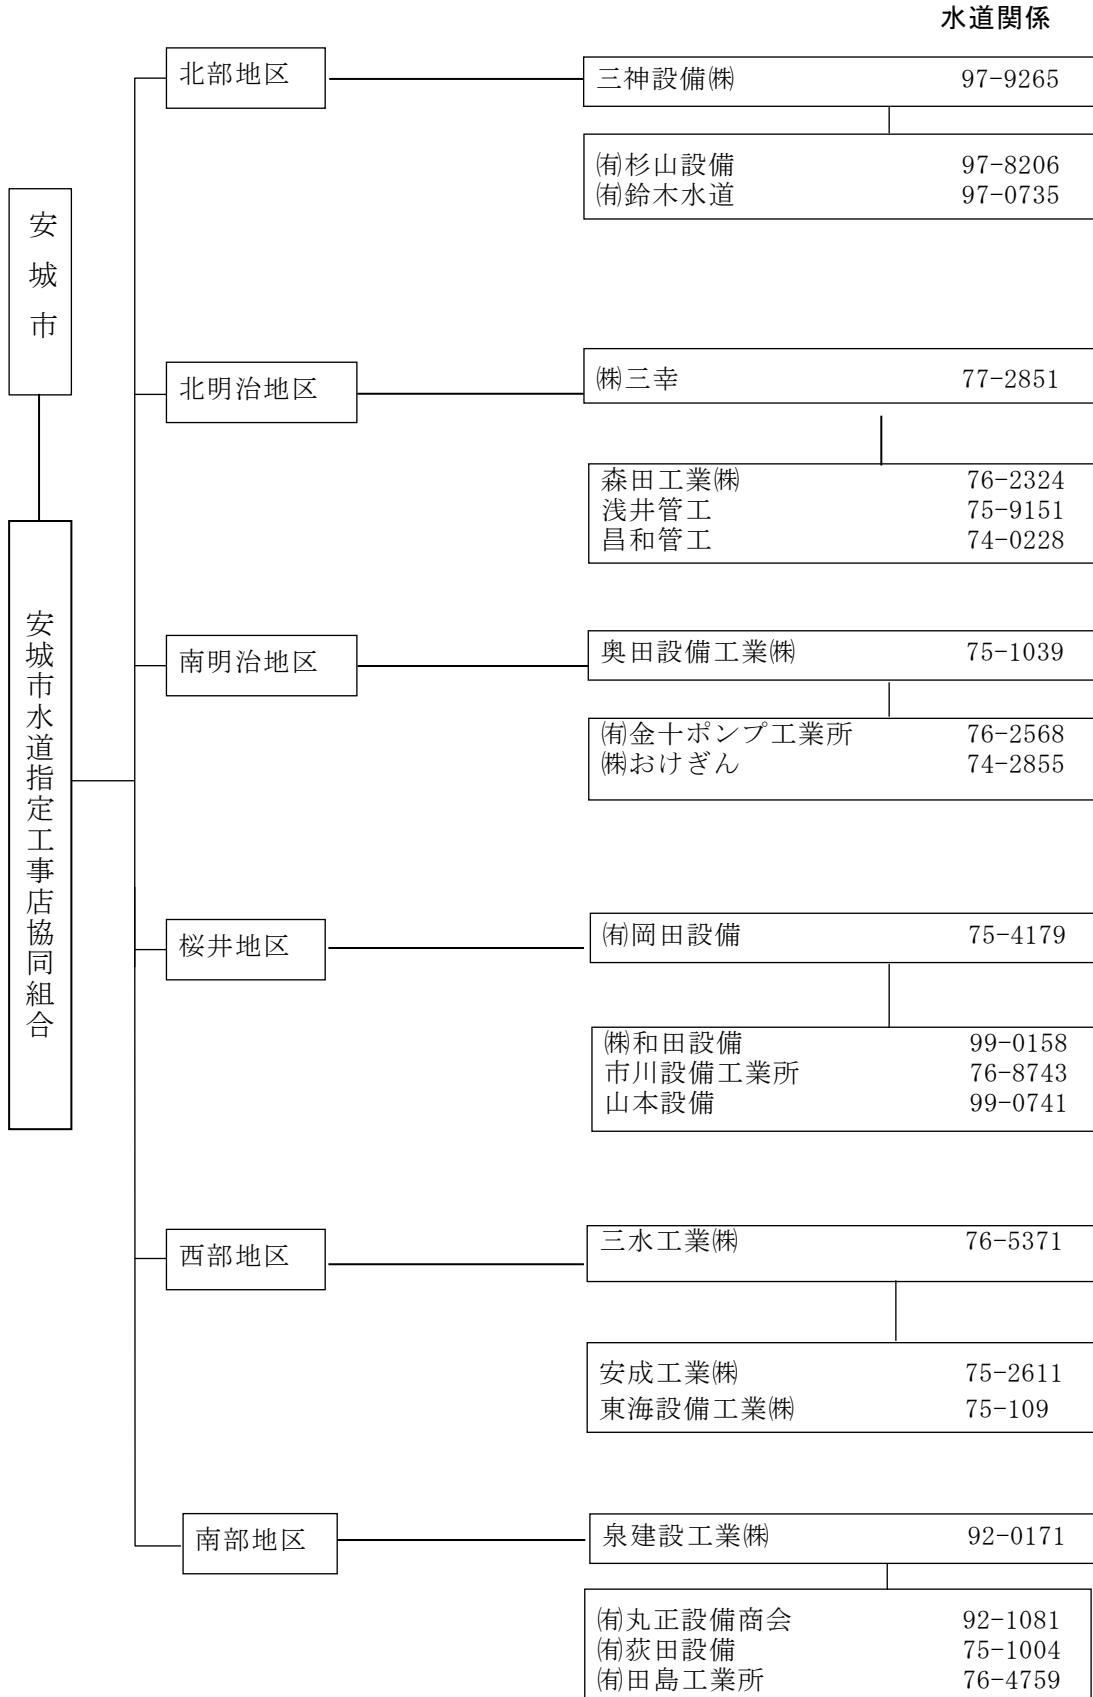 水道関係
安城市
安城市水道指定工事店協同組合
北部地区
三神設備㈱ 97-9265
㈲杉山設備 97-8206
㈲鈴木水道 97-0735
北明治地区
㈱三幸 77-2851
森田工業㈱ 76-2324
浅井管工 75-9151
昌和管工 74-0228
南明治地区
奥田設備工業㈱ 75-1039
㈲金十ポンプ工業所 76-2568
㈱おけぎん 74-2855
桜井地区
㈲岡田設備 75-4179
㈱和田設備 99-0158
市川設備工業所 76-8743
山本設備 99-0741
西部地区
三水工業㈱ 76-5371
安成工業㈱ 75-2611
東海設備工業㈱ 75-109
南部地区
泉建設工業㈱ 92-0171
㈲丸正設備商会 92-1081
㈲荻田設備 75-1004
㈲田島工業所 76-4759